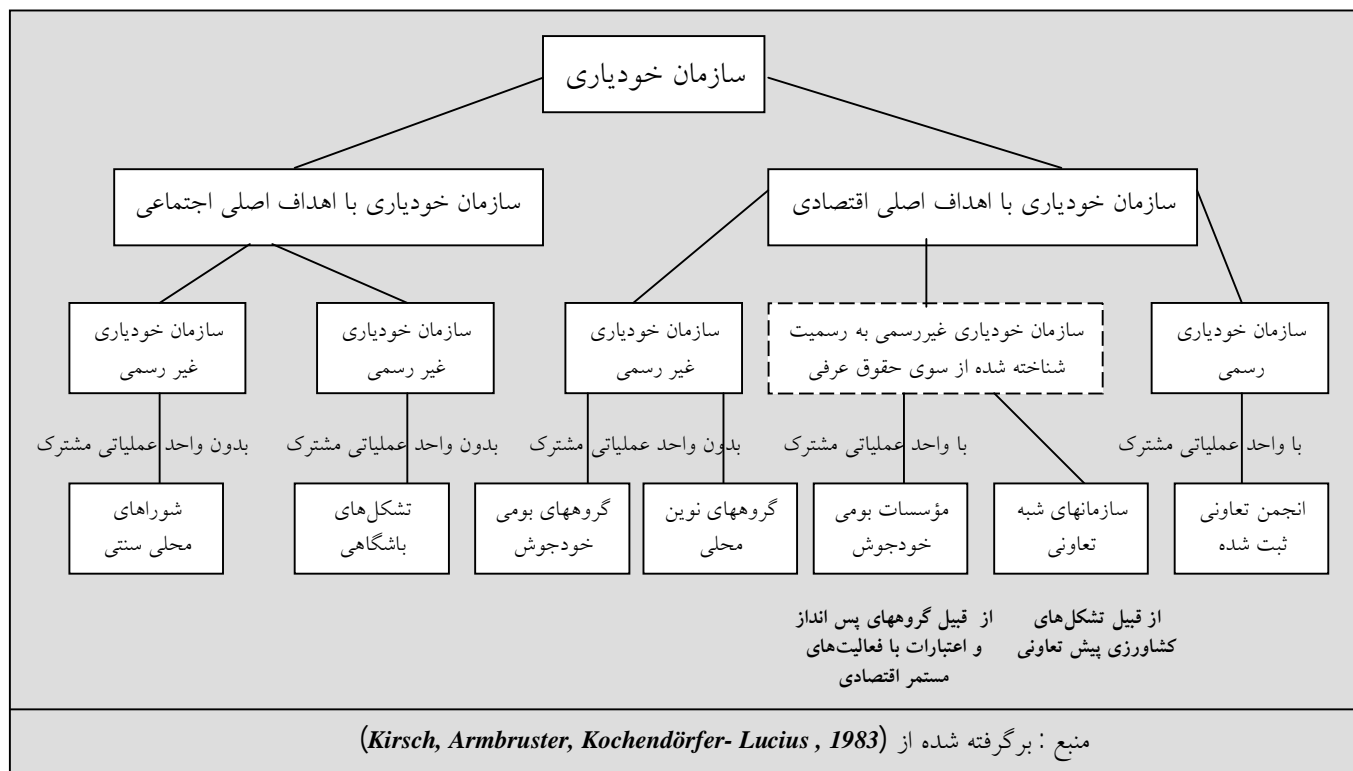 سازمان خودیاری
سازمان خودیاری با اهداف اصلی اقتصادی
سازمان خودیاری با اهداف اصلی اجتماعی
سازمان خودیاری
رسمی
سازمان خودیاری غیررسمی به رسمیت
شناخته شده از سوی حقوق عرفی
سازمان خودیاری
غیر رسمی
سازمان خودیاری
غیر رسمی
سازمان خودیاری
غیر رسمی
با واحد عملیاتی مشترک
با واحد عملیاتی مشترک
بدون واحد عملیاتی مشترک
بدون واحد عملیاتی مشترک
بدون واحد عملیاتی مشترک
انجمن تعاونی
ثبت شده
سازمانهای شبه
تعاونی
مؤسسات بومی
خودجوش
گروههای نوین
محلی
گروههای بومی
خودجوش
تشکل‌های
باشگاهی
شوراهای
محلی سنتی
از قبیل تشکل‌های
کشاورزی پیش تعاونی
از قبیل گروههای پس انداز
و اعتبارات با فعالیت‌های
مستمر اقتصادی
منبع : برگرفته شده از (Kirsch, Armbruster, Kochendörfer- Lucius , 1983)